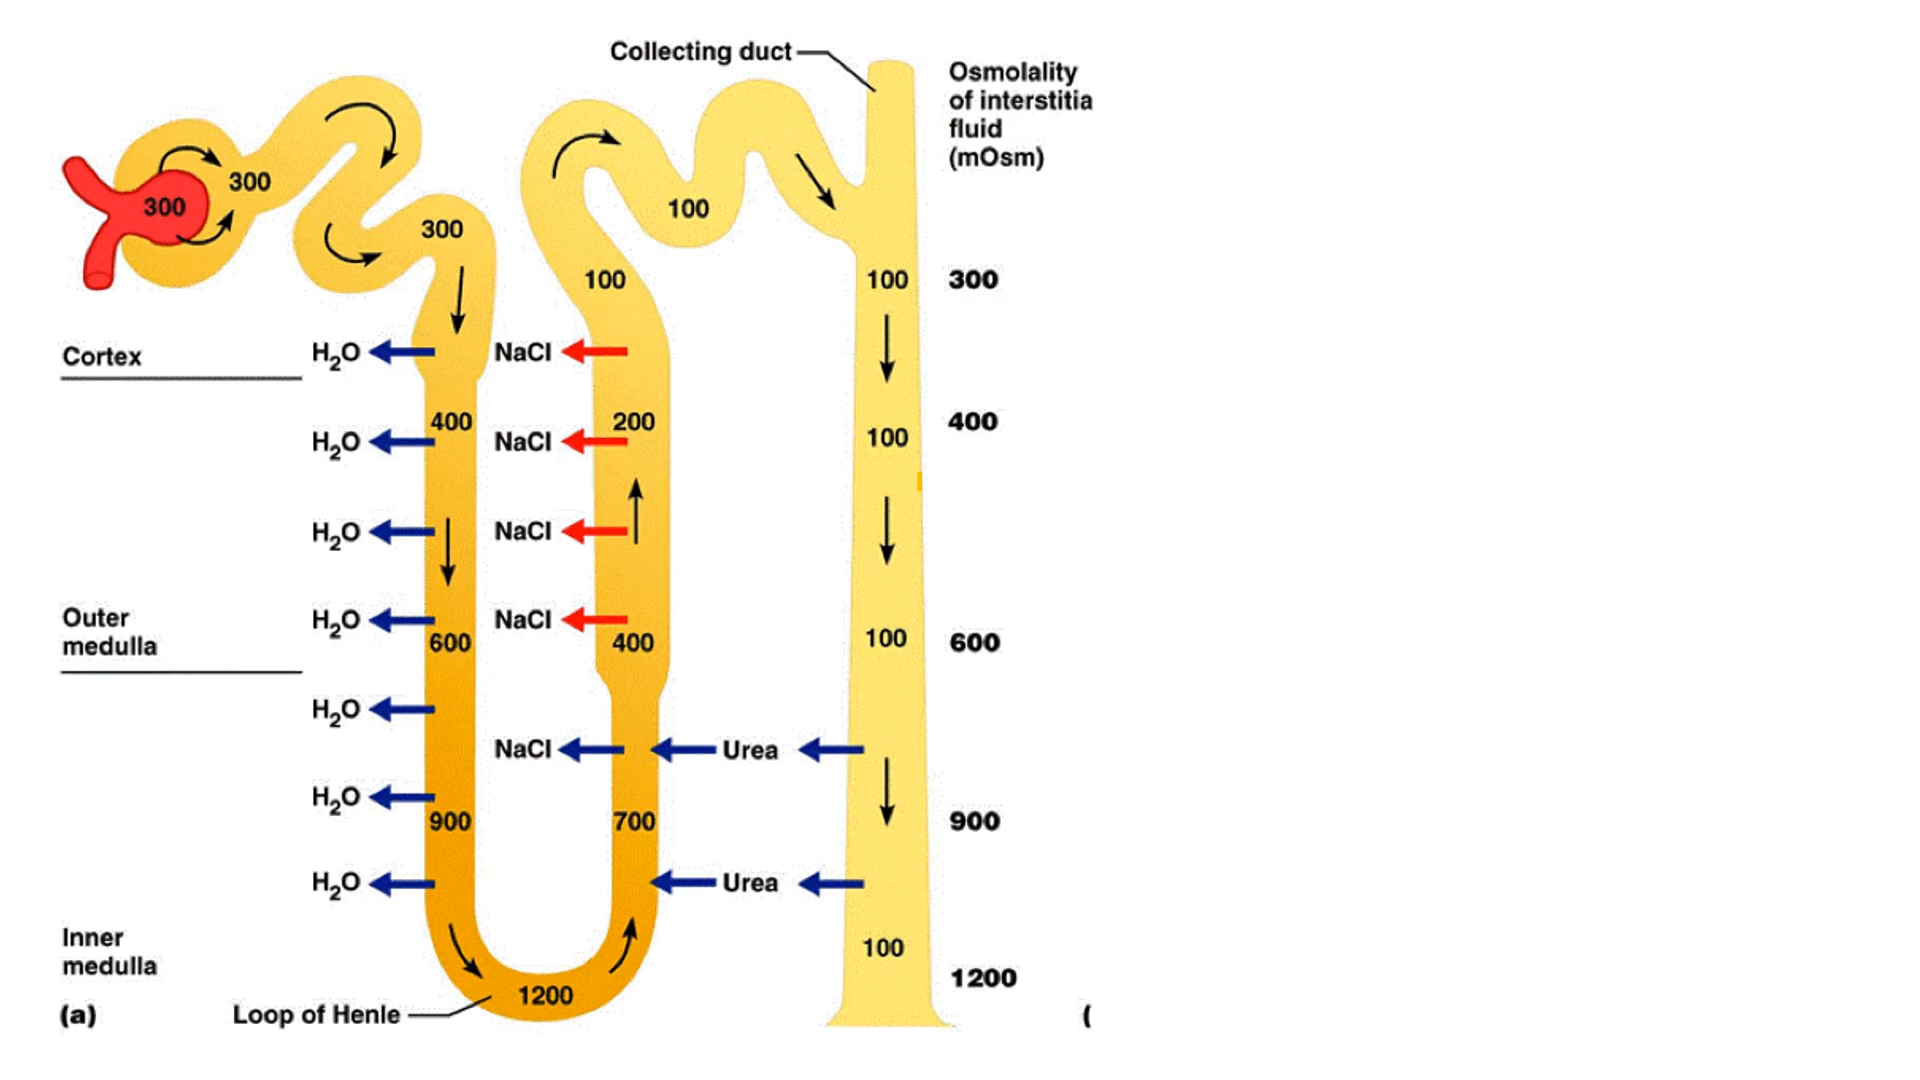 Collecting duct
Osmolality
of interstitia
fluid
(mOsm)
300
300
300
100
100
100
300
Cortex
H2O
NaCl
400
200
100
400
H2O
NaCl
H2O
NaCl
Outer
medulla
H2O
NaCl
600
400
100
600
H2O
NaCl
Urea
H2O
900
700
900
H2O
Urea
Inner
medulla
100
1200
1200
(a)
Loop of Henle
(